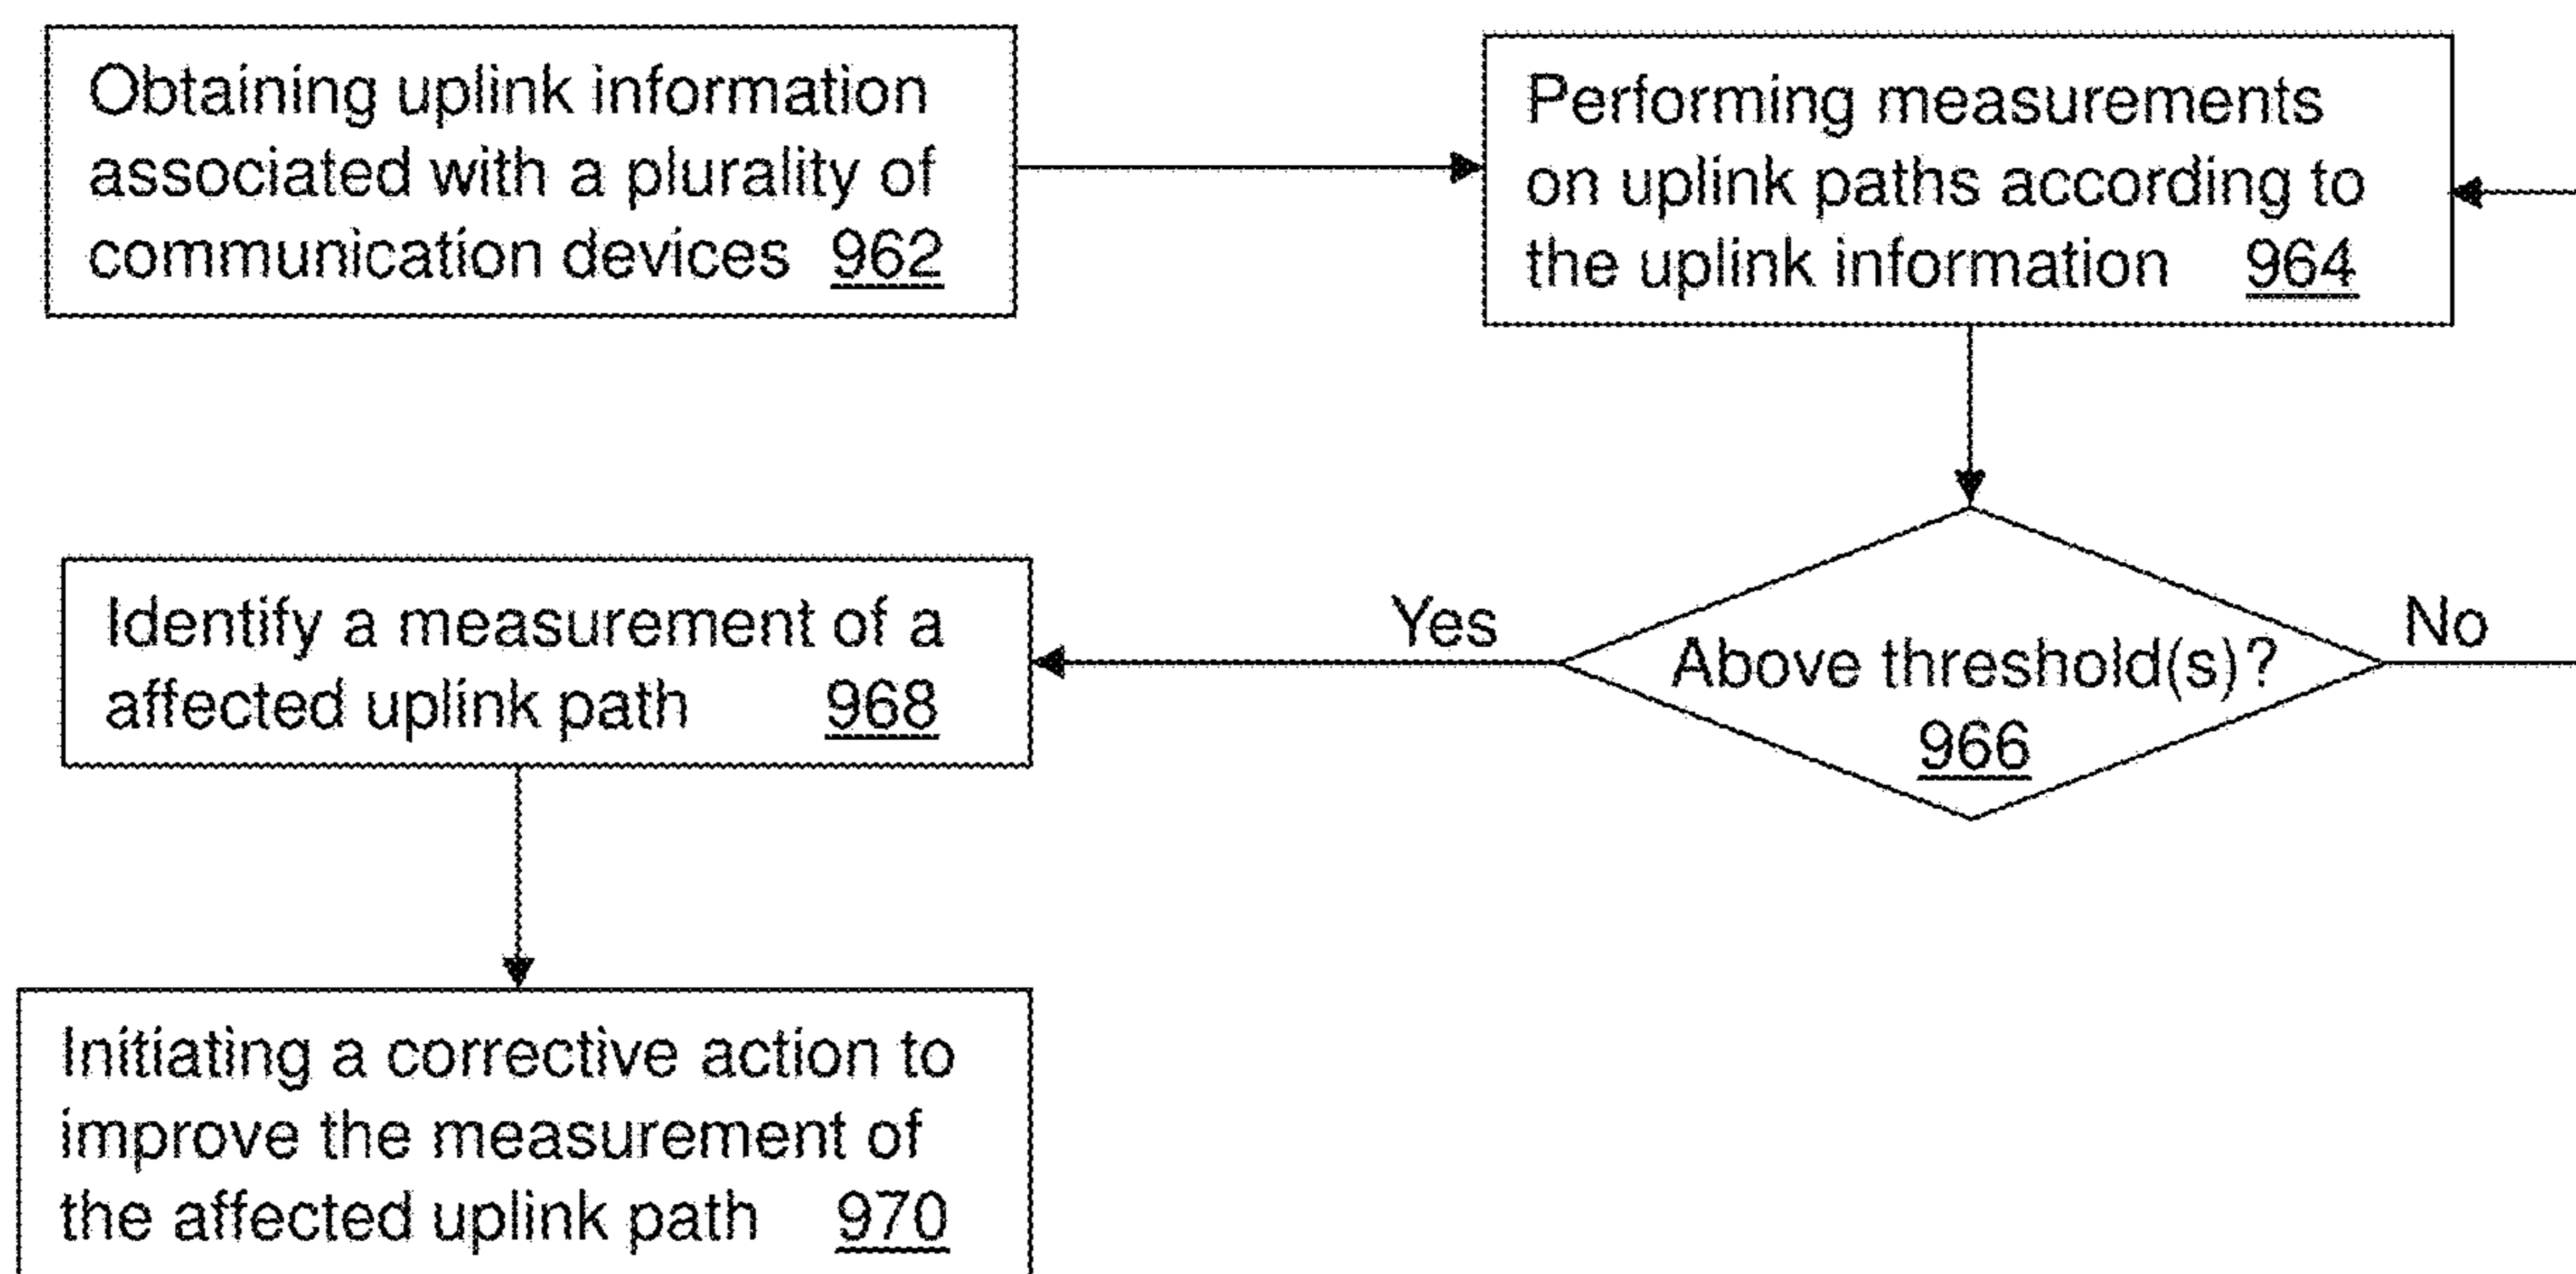 Obtaining uplink information
associated with a plurality of
communication devices 962
Performing measurements
on uplink paths according to
the uplink information 964
Above threshold(s)?
966
Yes
No
Identify a measurement of a
affected uplink path 968
Initiating a corrective action to
improve the measurement of
the affected uplink path 970